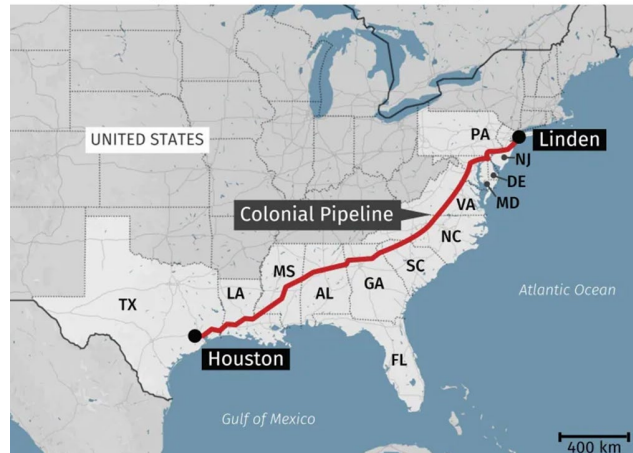 PA
Linden
UNITED STATES
NJ
DE
MD
VA
Colonial Pipeline
NC
MS
SC
LA
AL
GA
TX
Atlantic Ocean
Houston
FL
Gulf of Mexico
400 km